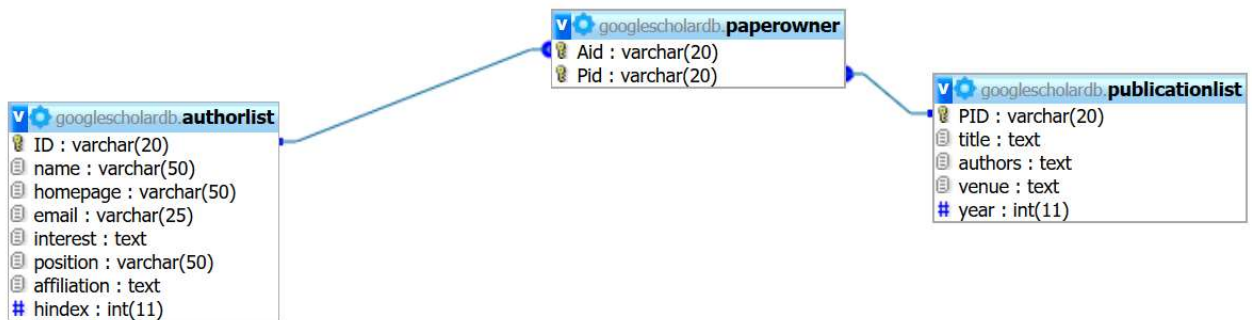 googlescholardb.paperowner
Aid : varchar(20)
Pid : varchar(20)
googlescholardb.authorlist
ID : varchar(20)
name : varchar(50)
homepage : varchar(50)
email : varchar(25)
interest : text
position : varchar(50)
affiliation : text
# hindex : int(11)
googlescholardb.publicationlist
PID : varchar(20)
title : text
authors : text
venue : text
# year : int(11)